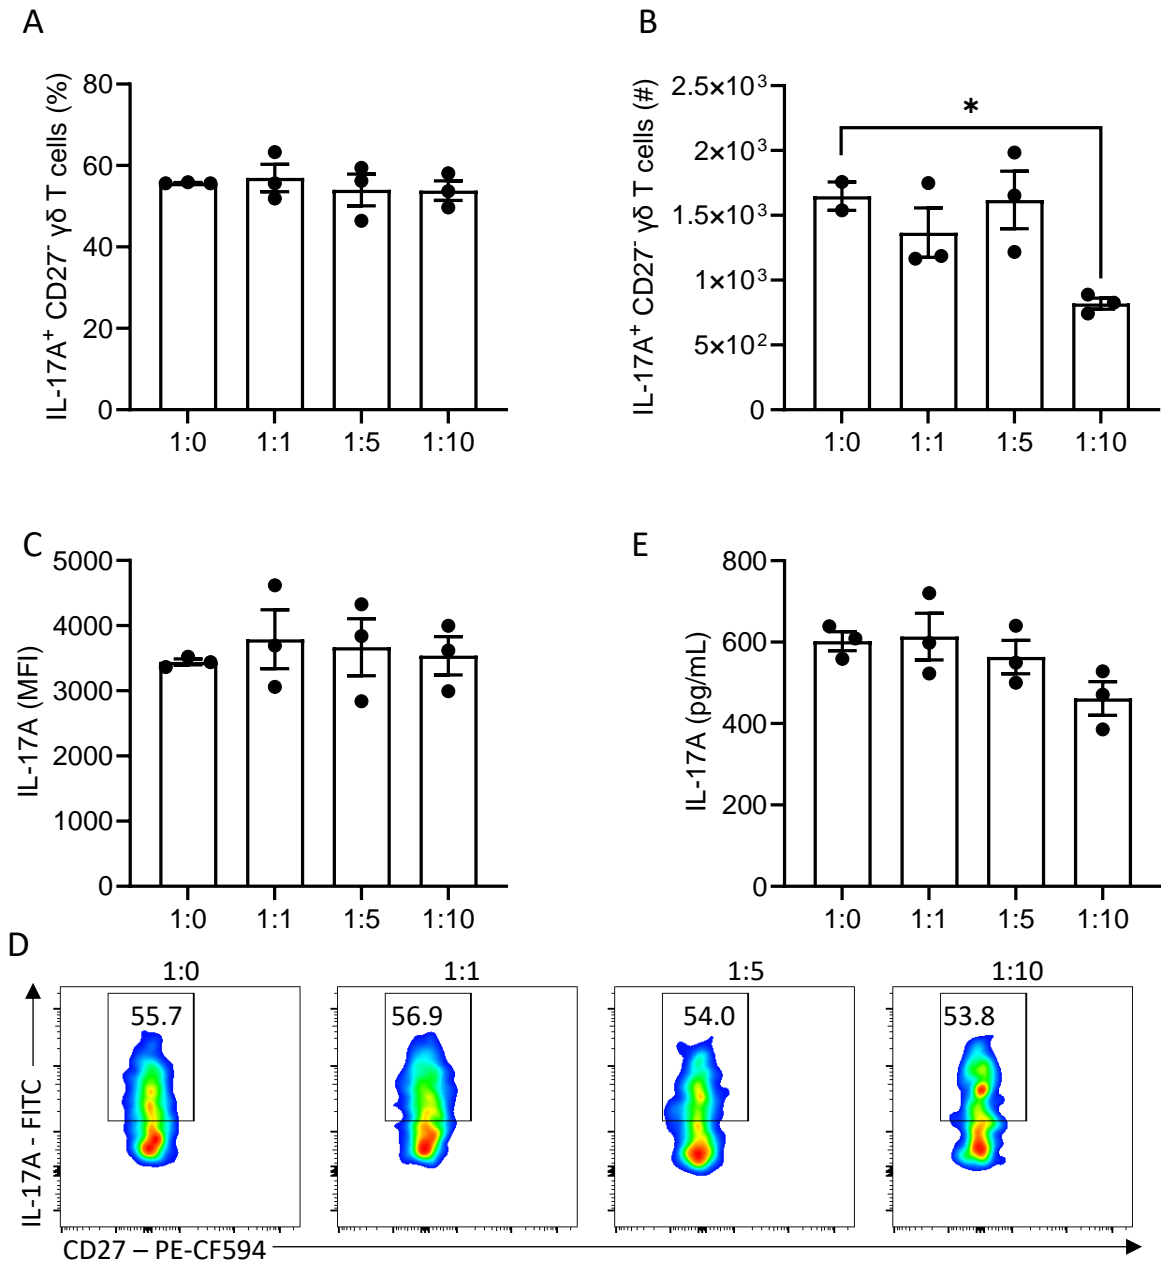 A
IL-17A⁺ CD27⁻ γδ T cells (%)
80
60
40
20
0
1:0 1:1 1:5 1:10
B
IL-17A⁺ CD27⁻ γδ T cells (#)
2.5×10³
2×10³
1.5×10³
1×10³
5×10²
0
*
1:0 1:1 1:5 1:10
C
IL-17A (MFI)
5000
4000
3000
2000
1000
0
1:0 1:1 1:5 1:10
E
IL-17A (pg/mL)
800
600
400
200
0
1:0 1:1 1:5 1:10
D
1:0 1:1 1:5 1:10
55.7 56.9 54.0 53.8
IL-17A - FITC
CD27 – PE-CF594